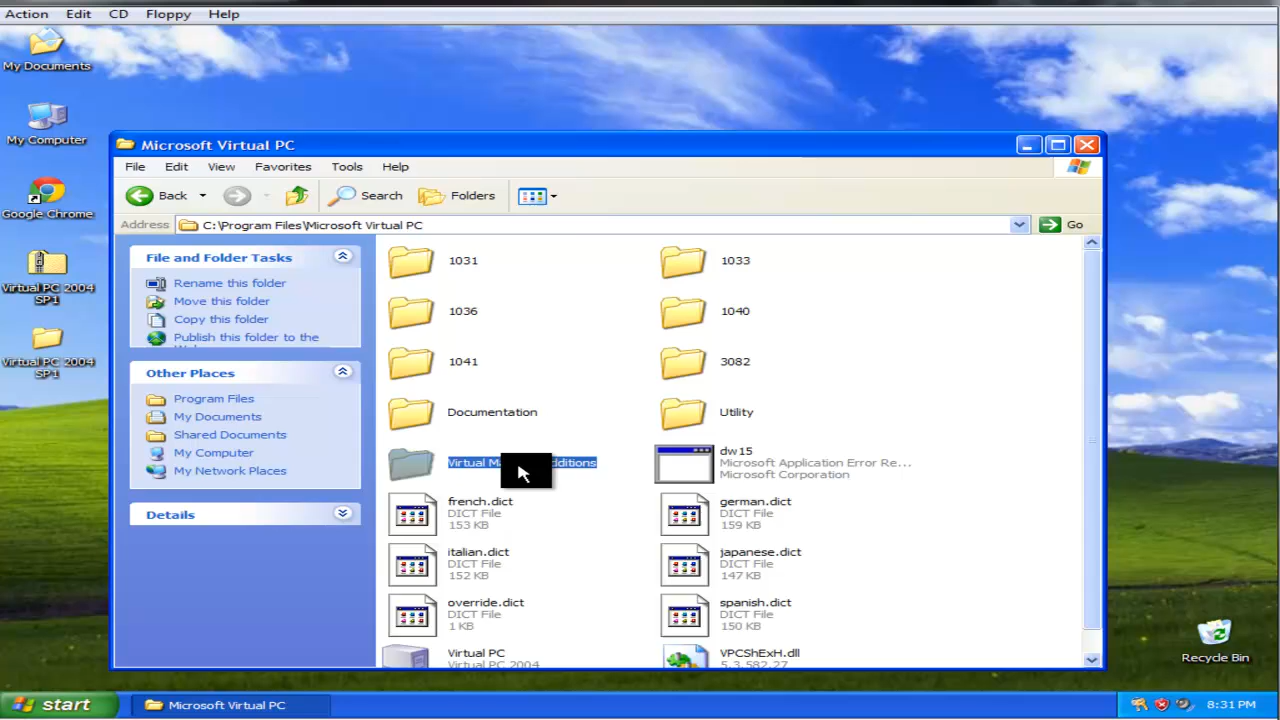 Action Edit CD Floppy Help
My Documents
My Computer
Google Chrome
Virtual PC 2004
SP1
Virtual PC 2004
SP1
Microsoft Virtual PC
File Edit View Favorites Tools Help
Back Search Folders
Address C:\Program Files\Microsoft Virtual PC Go
File and Folder Tasks
Rename this folder
Move this folder
Copy this folder
Publish this folder to the
Other Places
Program Files
My Documents
Shared Documents
My Computer
My Network Places
Details
1031
1033
1036
1040
1041
3082
Documentation
Utility
Virtual
dw15
Microsoft Application Error Re...
Microsoft Corporation
french.dict
DICT File
153 KB
german.dict
DICT File
159 KB
italian.dict
DICT File
152 KB
japanese.dict
DICT File
147 KB
override.dict
DICT File
1 KB
spanish.dict
DICT File
150 KB
Virtual PC
Virtual PC 2004
VPCShExH.dll
5.3.582.27
Recycle Bin
start Microsoft Virtual PC 8:31 PM